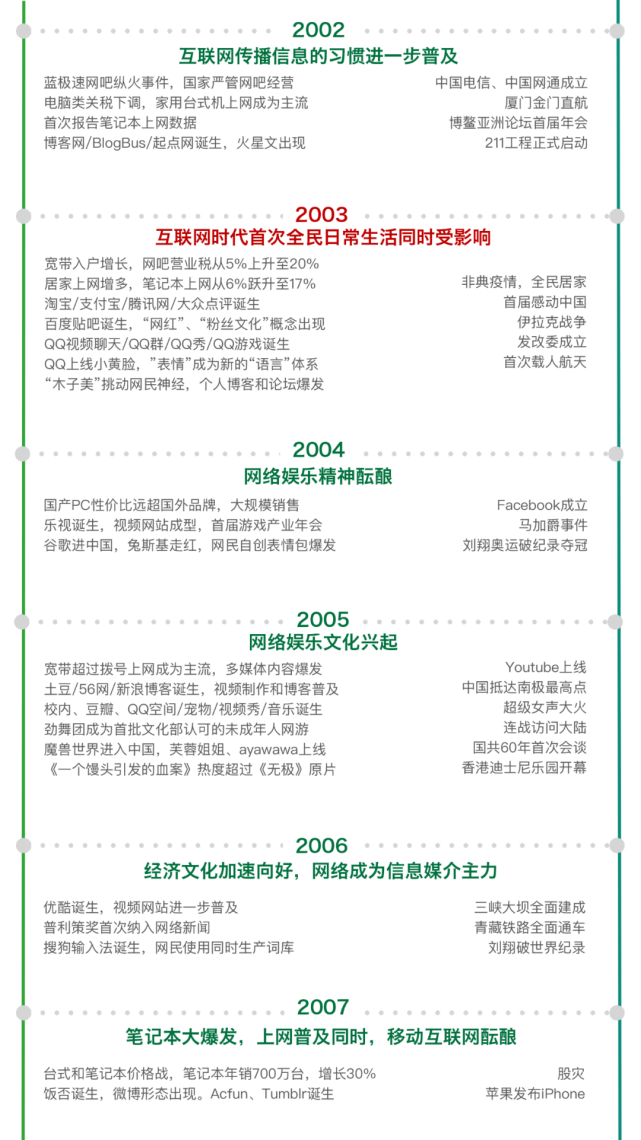 2002
互联网传播信息的习惯进一步普及
蓝极速网吧纵火事件，国家严管网吧经营
电脑类关税下调，家用台式机上网成为主流
首次报告笔记本上网数据
博客网/BlogBus/起点网诞生，火星文出现
中国电信、中国网通成立
厦门金门直航
博鳌亚洲论坛首届年会
211工程正式启动
2003
互联网时代首次全民日常生活同时受影响
宽带入户增长，网吧营业税从5%上升至20%
居家上网增多，笔记本上网从6%跃升至17%
淘宝/支付宝/腾讯网/大众点评诞生
百度贴吧诞生，“网红”、“粉丝文化”概念出现
QQ视频聊天/QQ群/QQ秀/QQ游戏诞生
QQ上线小黄脸，”表情“成为新的“语言”体系
“木子美”挑动网民神经，个人博客和论坛爆发
非典疫情，全民居家
首届感动中国
伊拉克战争
发改委成立
首次载人航天
2004
网络娱乐精神酝酿
国产PC性价比远超国外品牌，大规模销售
乐视诞生，视频网站成型，首届游戏产业年会
谷歌进中国，兔斯基走红，网民自创表情包爆发
Facebook成立
马加爵事件
刘翔奥运破纪录夺冠
2005
网络娱乐文化兴起
宽带超过拨号上网成为主流，多媒体内容爆发
土豆/56网/新浪博客诞生，视频制作和博客普及
校内、豆瓣、QQ空间/宠物/视频秀/音乐诞生
劲舞团成为首批文化部认可的未成年人网游
魔兽世界进入中国，芙蓉姐姐、ayawawa上线
《一个馒头引发的血案》热度超过《无极》原片
Youtube上线
中国抵达南极最高点
超级女声大火
连战访问大陆
国共60年首次会谈
香港迪士尼乐园开幕
2006
经济文化加速向好，网络成为信息媒介主力
优酷诞生，视频网站进一步普及
普利策奖首次纳入网络新闻
搜狗输入法诞生，网民使用同时生产词库
三峡大坝全面建成
青藏铁路全面通车
刘翔破世界纪录
2007
笔记本大爆发，上网普及同时，移动互联网酝酿
台式和笔记本价格战，笔记本年销700万台，增长30%
饭否诞生，微博形态出现。Acfun、Tumblr诞生
股灾
苹果发布iPhone